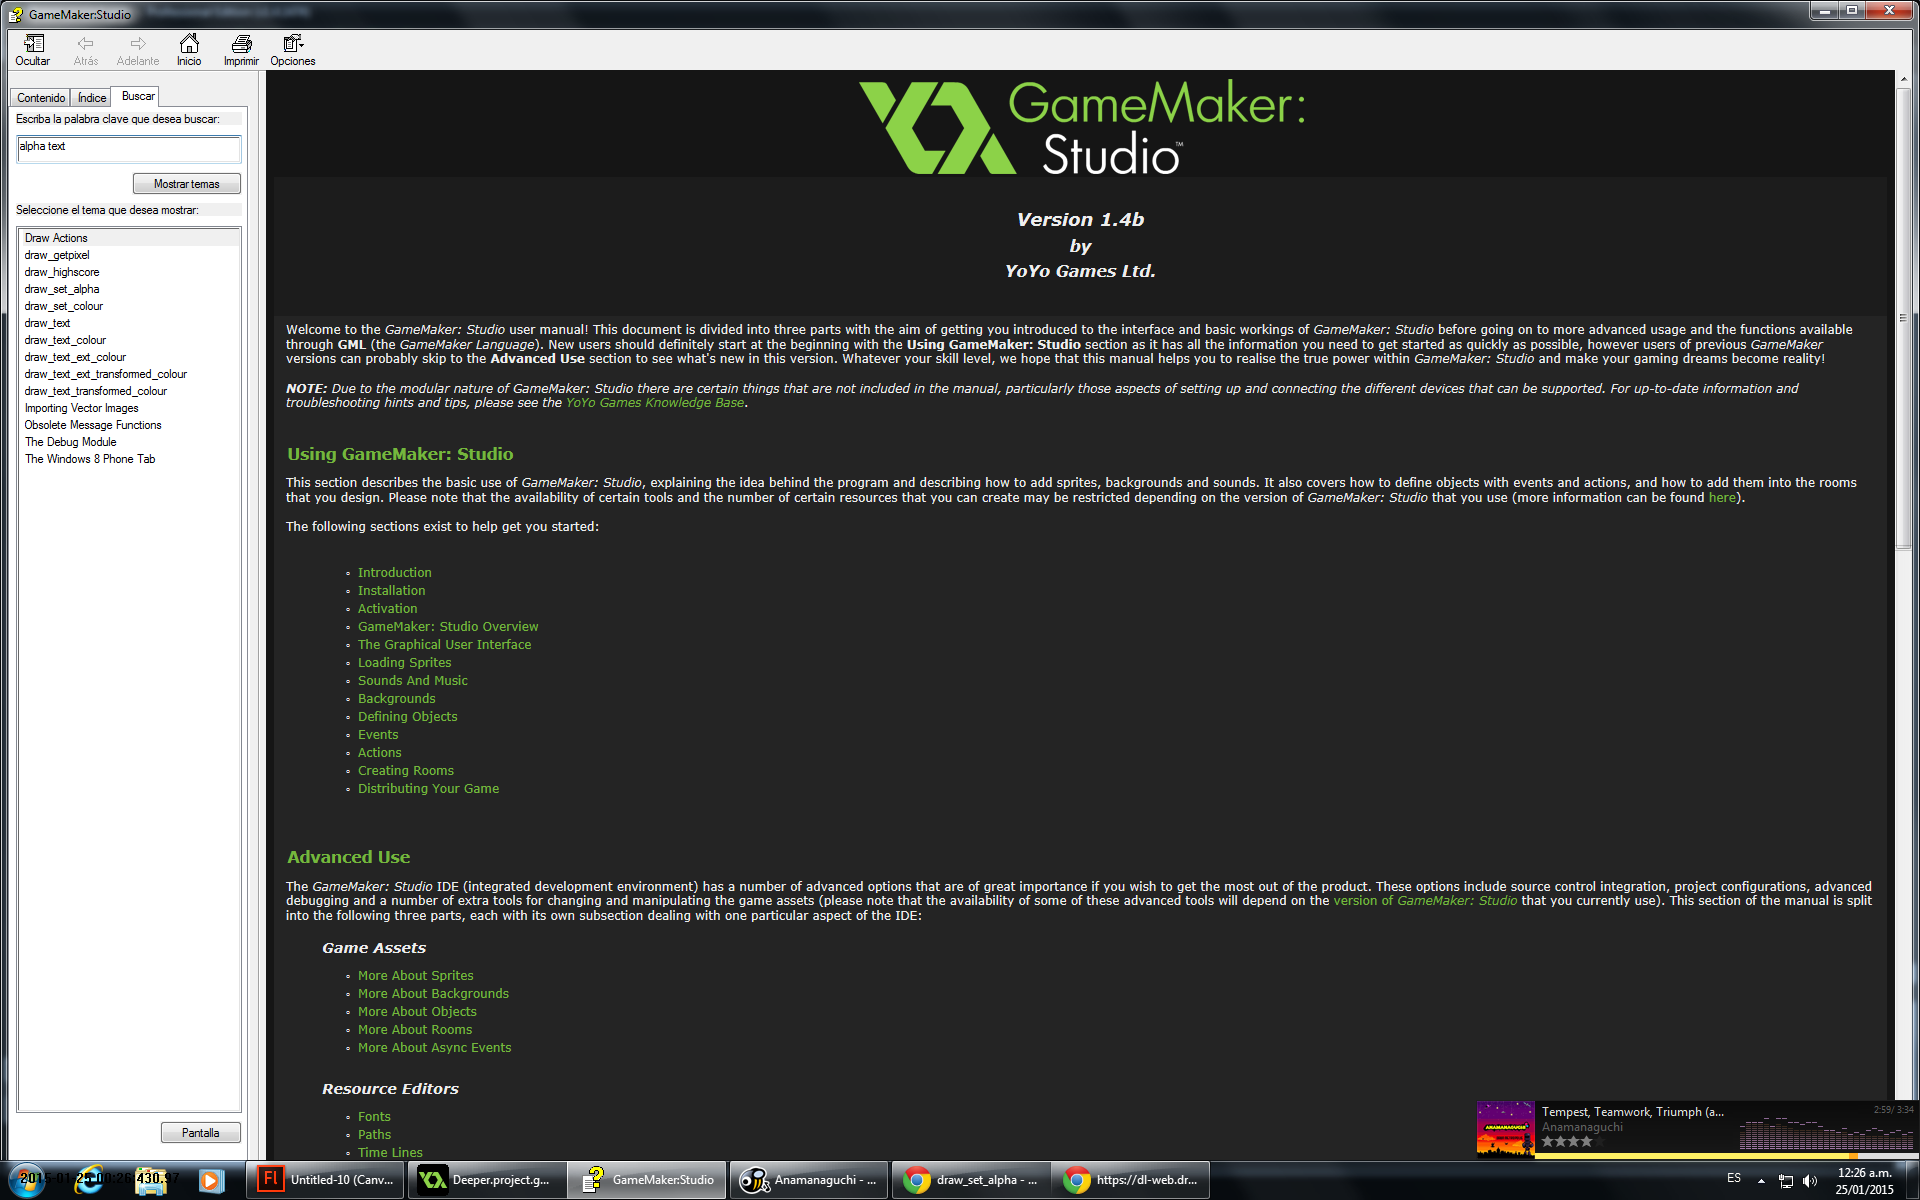 GameMaker:Studio
Ocultar Atrás Adelante Inicio Imprimir Opciones
Contenido Índice Buscar
Escriba la palabra clave que desea buscar:
alpha text
Mostrar temas
Seleccione el tema que desea mostrar:
Draw Actions
draw_getpixel
draw_highscore
draw_set_alpha
draw_set_colour
draw_text
draw_text_colour
draw_text_ext_colour
draw_text_ext_transfromed_colour
draw_text_transformed_colour
Importing Vector Images
Obsolete Message Functions
The Debug Module
The Windows 8 Phone Tab
Pantalla
GameMaker:
Studio™
Version 1.4b
by
YoYo Games Ltd.
Welcome to the GameMaker: Studio user manual! This document is divided into three parts with the aim of getting you introduced to the interface and basic workings of GameMaker: Studio before going on to more advanced usage and the functions available
through GML (the GameMaker Language). New users should definitely start at the beginning with the Using GameMaker: Studio section as it has all the information you need to get started as quickly as possible, however users of previous GameMaker
versions can probably skip to the Advanced Use section to see what's new in this version. Whatever your skill level, we hope that this manual helps you to realise the true power within GameMaker: Studio and make your gaming dreams become reality!
NOTE: Due to the modular nature of GameMaker: Studio there are certain things that are not included in the manual, particularly those aspects of setting up and connecting the different devices that can be supported. For up-to-date information and
troubleshooting hints and tips, please see the YoYo Games Knowledge Base.
Using GameMaker: Studio
This section describes the basic use of GameMaker: Studio, explaining the idea behind the program and describing how to add sprites, backgrounds and sounds. It also covers how to define objects with events and actions, and how to add them into the rooms
that you design. Please note that the availability of certain tools and the number of certain resources that you can create may be restricted depending on the version of GameMaker: Studio that you use (more information can be found here).
The following sections exist to help get you started:
Introduction
Installation
Activation
GameMaker: Studio Overview
The Graphical User Interface
Loading Sprites
Sounds And Music
Backgrounds
Defining Objects
Events
Actions
Creating Rooms
Distributing Your Game
Advanced Use
The GameMaker: Studio IDE (integrated development environment) has a number of advanced options that are of great importance if you wish to get the most out of the product. These options include source control integration, project configurations, advanced
debugging and a number of extra tools for changing and manipulating the game assets (please note that the availability of some of these advanced tools will depend on the version of GameMaker: Studio that you currently use). This section of the manual is split
into the following three parts, each with its own subsection dealing with one particular aspect of the IDE:
Game Assets
More About Sprites
More About Backgrounds
More About Objects
More About Rooms
More About Async Events
Resource Editors
Fonts
Paths
Time Lines
Tempest, Teamwork, Triumph (a... 2:59/ 3:34
Anamanaguchi
ANAMANAGUCHI
2015-01-25 00:26:430.97
Untitled-10 (Canv... Deeper.project.g... GameMaker:Studio Anamanaguchi - ... draw_set_alpha - ... https://dl-web.dr... ES 12:26 a.m.
25/01/2015